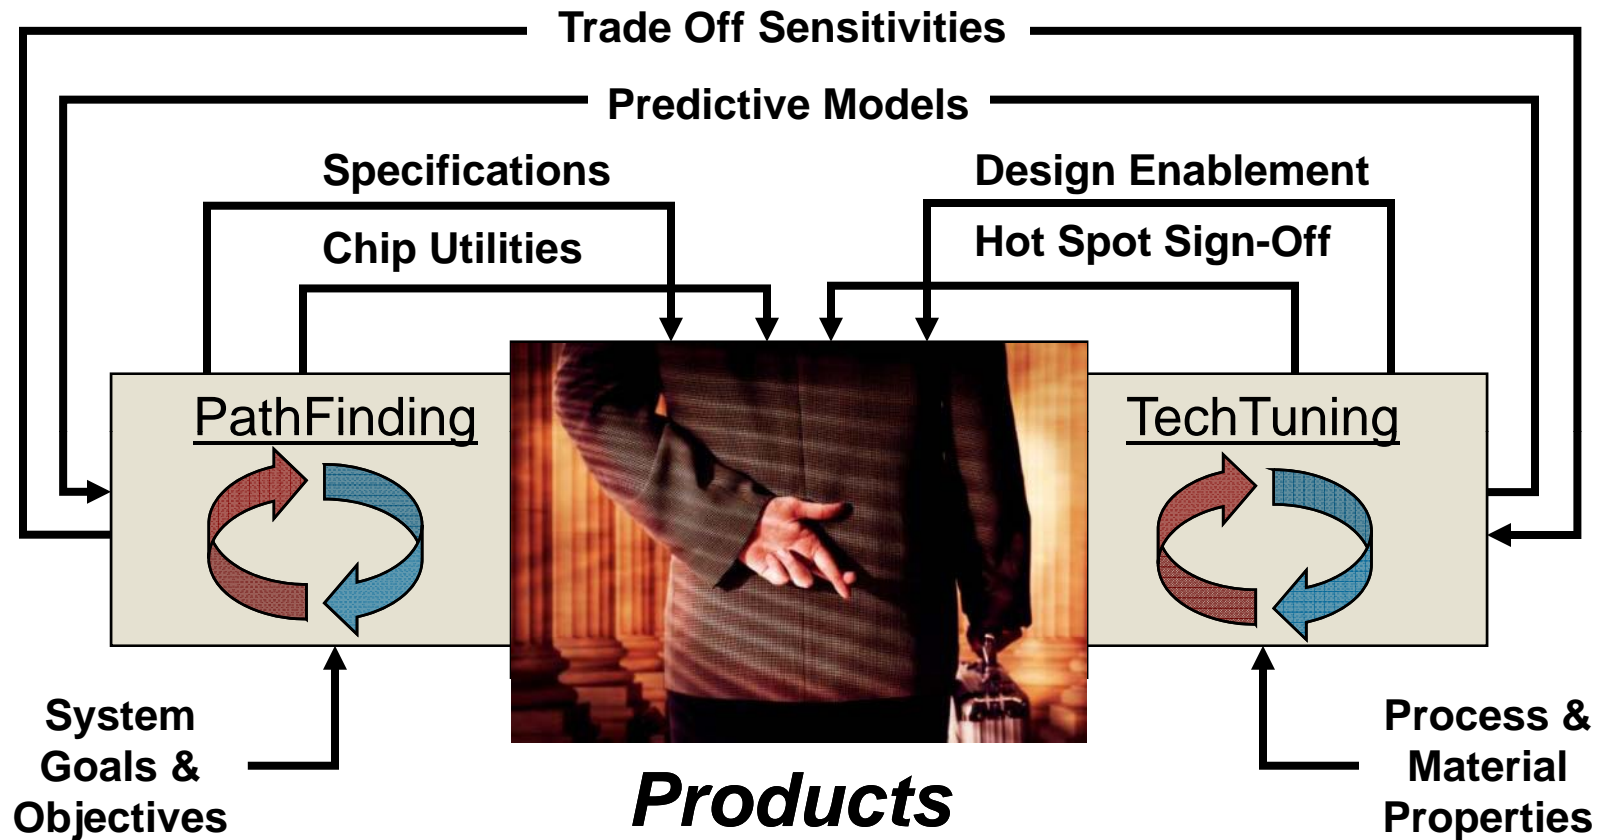 Trade Off Sensitivities
Predictive Models
Specifications
Design Enablement
Chip Utilities
Hot Spot Sign-Off
PathFinding
TechTuning
System
Goals &
Objectives
Process &
Material
Properties
Products